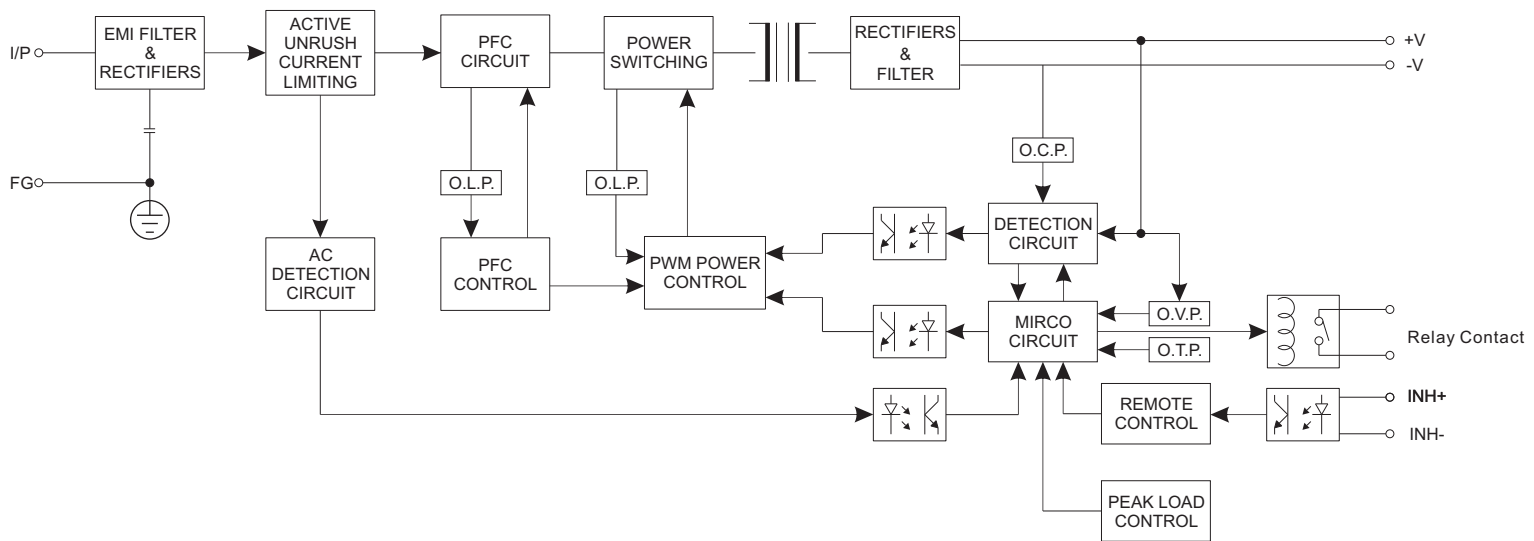 I/P
EMI FILTER
&
RECTIFIERS
ACTIVE
UNRUSH
CURRENT
LIMITING
PFC
CIRCUIT
POWER
SWITCHING
RECTIFIERS
&
FILTER
+V
-V
FG
O.L.P.
O.L.P.
O.C.P.
AC
DETECTION
CIRCUIT
PFC
CONTROL
PWM POWER
CONTROL
DETECTION
CIRCUIT
MIRCO
CIRCUIT
O.V.P.
O.T.P.
Relay Contact
REMOTE
CONTROL
INH+
INH-
PEAK LOAD
CONTROL